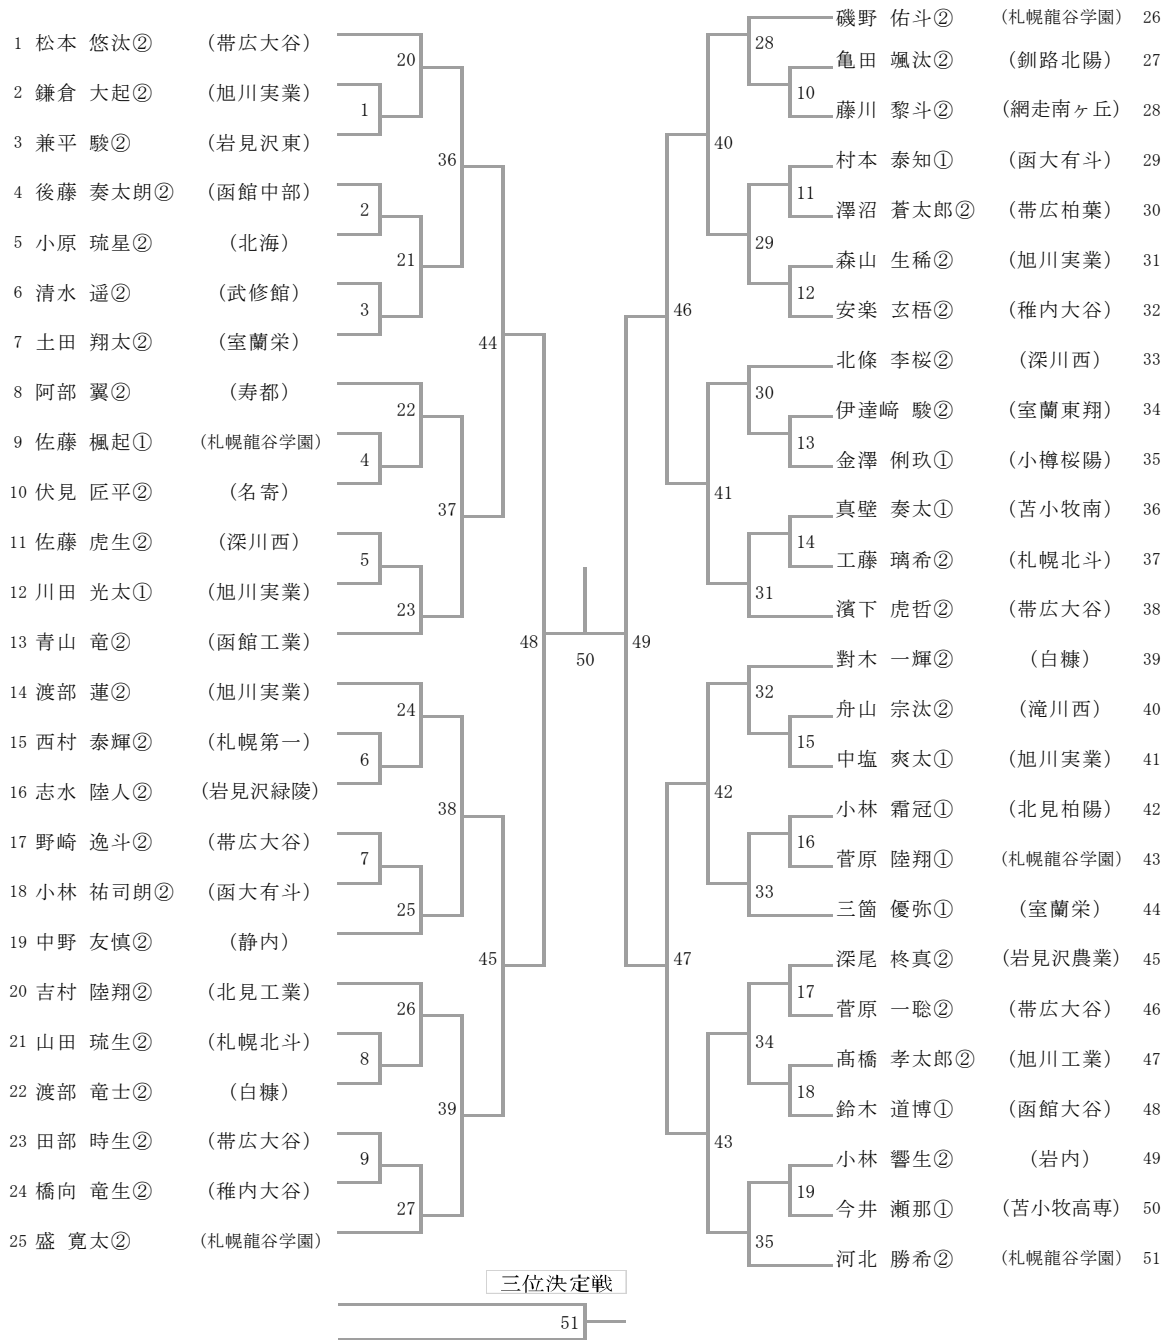 1 松本 悠汰② (帯広大谷)
2 鎌倉 大起② (旭川実業)
3 兼平 駿② (岩見沢東)
4 後藤 奏太朗② (函館中部)
5 小原 琉星② (北海)
6 清水 遥② (武修館)
7 土田 翔太② (室蘭栄)
8 阿部 翼② (寿都)
9 佐藤 楓起① (札幌龍谷学園)
10 伏見 匠平② (名寄)
11 佐藤 虎生② (深川西)
12 川田 光太① (旭川実業)
13 青山 竜② (函館工業)
14 渡部 蓮② (旭川実業)
15 西村 泰輝② (札幌第一)
16 志水 陸人② (岩見沢緑陵)
17 野崎 逸斗② (帯広大谷)
18 小林 祐司朗② (函大有斗)
19 中野 友慎② (静内)
20 吉村 陸翔② (北見工業)
21 山田 琉生② (札幌北斗)
22 渡部 竜士② (白糠)
23 田部 時生② (帯広大谷)
24 橋向 竜生② (稚内大谷)
25 盛 寛太② (札幌龍谷学園)
1
2
3
4
5
6
7
8
9
20
21
22
23
24
25
26
27
36
37
38
39
44
45
48
50
49
46
47
40
41
42
43
28
29
30
31
32
33
34
35
10
11
12
13
14
15
16
17
18
19
磯野 佑斗② (札幌龍谷学園) 26
亀田 颯汰② (釧路北陽) 27
藤川 黎斗② (網走南ヶ丘) 28
村本 泰知① (函大有斗) 29
澤沼 蒼太郎② (帯広柏葉) 30
森山 生稀② (旭川実業) 31
安楽 玄梧② (稚内大谷) 32
北條 李桜② (深川西) 33
伊達﨑 駿② (室蘭東翔) 34
金澤 俐玖① (小樽桜陽) 35
真壁 奏太① (苫小牧南) 36
工藤 璃希② (札幌北斗) 37
濱下 虎哲② (帯広大谷) 38
對木 一輝② (白糠) 39
舟山 宗汰② (滝川西) 40
中塩 爽太① (旭川実業) 41
小林 霜冠① (北見柏陽) 42
菅原 陸翔① (札幌龍谷学園) 43
三箇 優弥① (室蘭栄) 44
深尾 柊真② (岩見沢農業) 45
菅原 一聡② (帯広大谷) 46
髙橋 孝太郎② (旭川工業) 47
鈴木 道博① (函館大谷) 48
小林 響生② (岩内) 49
今井 瀬那① (苫小牧高専) 50
河北 勝希② (札幌龍谷学園) 51
三位決定戦
51